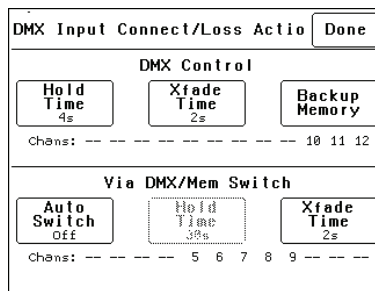 DMX Input Connect/Loss Actio Done
DMX Control
Hold Time 4s
Xfade Time 2s
Backup Memory
Chans: -- -- -- -- -- -- -- -- -- 10 11 12
Via DMX/Mem Switch
Auto Switch Off
Hold Time 30s
Xfade Time 2s
Chans: -- -- -- -- 5 6 7 8 9 -- -- --